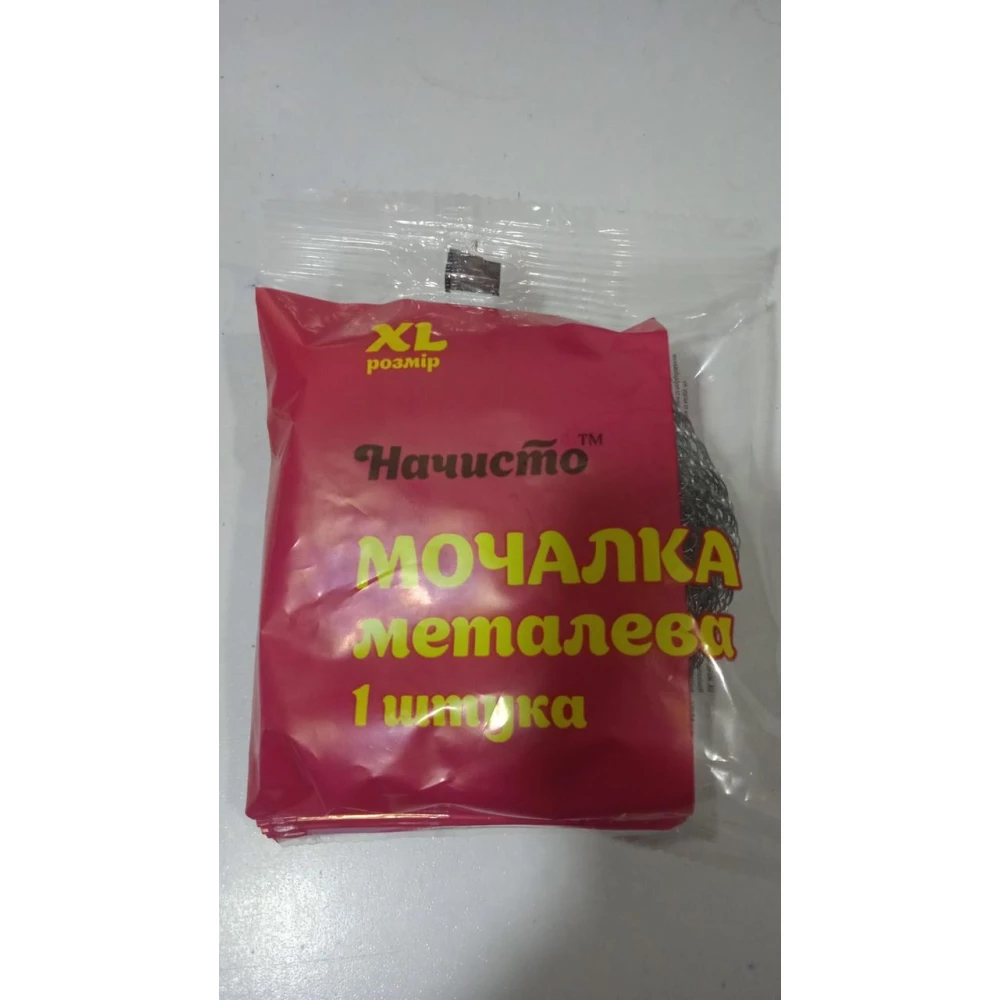 XL
розмір
Начисто™
МОЧАЛКА
металева
1 штука